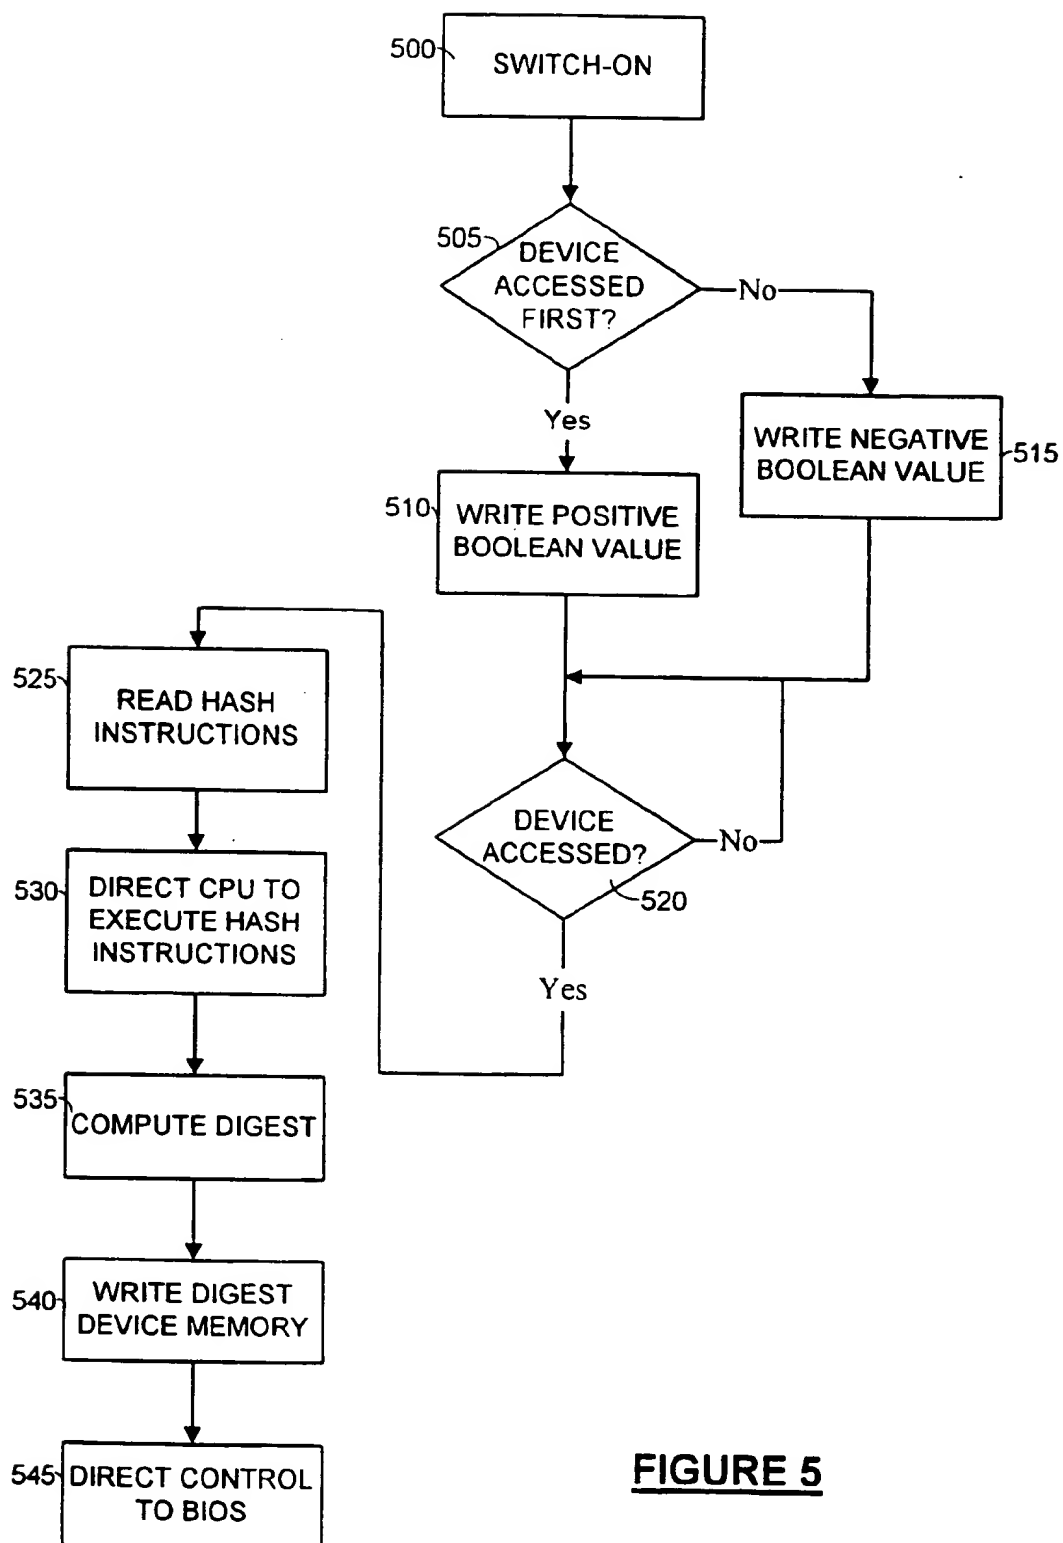 500
SWITCH-ON
505
DEVICE
ACCESSED
FIRST?
No
Yes
WRITE NEGATIVE
BOOLEAN VALUE
515
510
WRITE POSITIVE
BOOLEAN VALUE
525
READ HASH
INSTRUCTIONS
DEVICE
ACCESSED?
No
520
530
DIRECT CPU TO
EXECUTE HASH
INSTRUCTIONS
Yes
535
COMPUTE DIGEST
540
WRITE DIGEST
DEVICE MEMORY
545
DIRECT CONTROL
TO BIOS
FIGURE 5